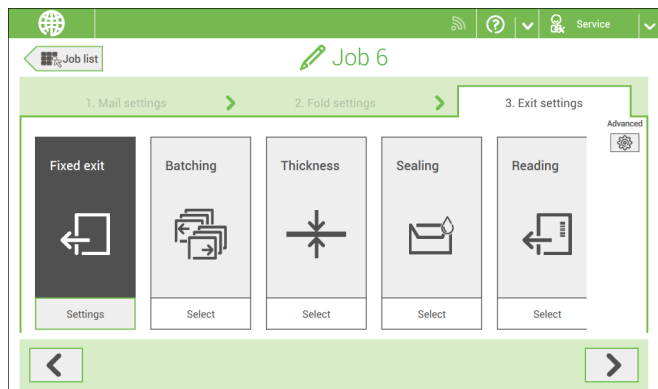 Service
Job list
Job 6
1. Mail settings
2. Fold settings
3. Exit settings
Advanced
Fixed exit
Batching
Thickness
Sealing
Reading
Settings
Select
Select
Select
Select